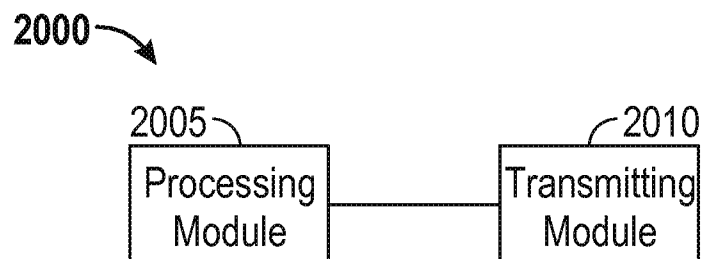 2000
2005
2010
Processing
Module
Transmitting
Module